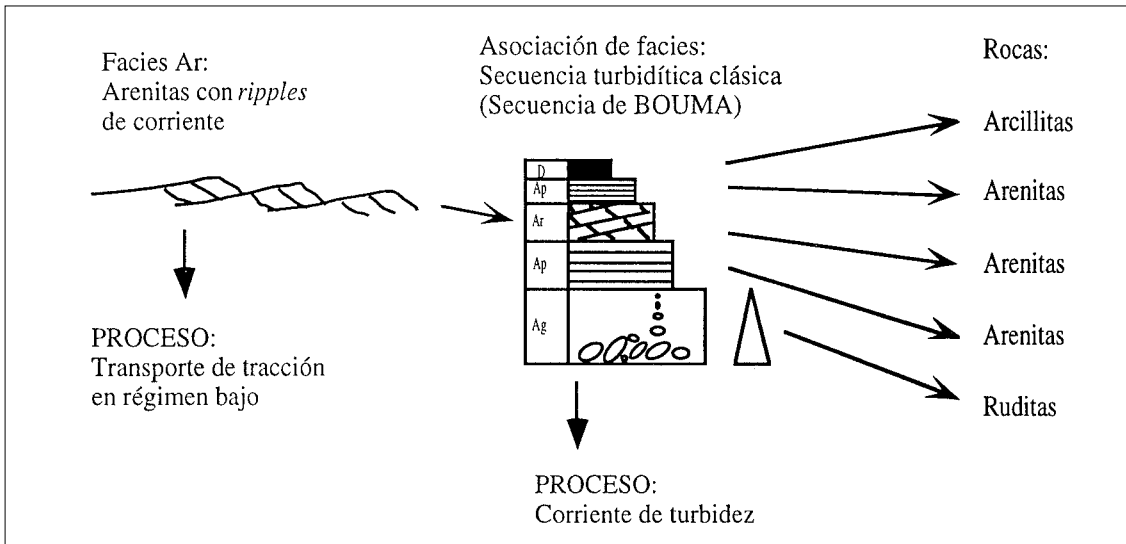 Facies Ar:
Arenitas con ripples
de corriente
PROCESO:
Transporte de tracción
en régimen bajo
Asociación de facies:
Secuencia turbidítica clásica
(Secuencia de BOUMA)
D
Ap
Ar
Ap
Ag
PROCESO:
Corriente de turbidez
Rocas:
Arcillitas
Arenitas
Arenitas
Arenitas
Ruditas